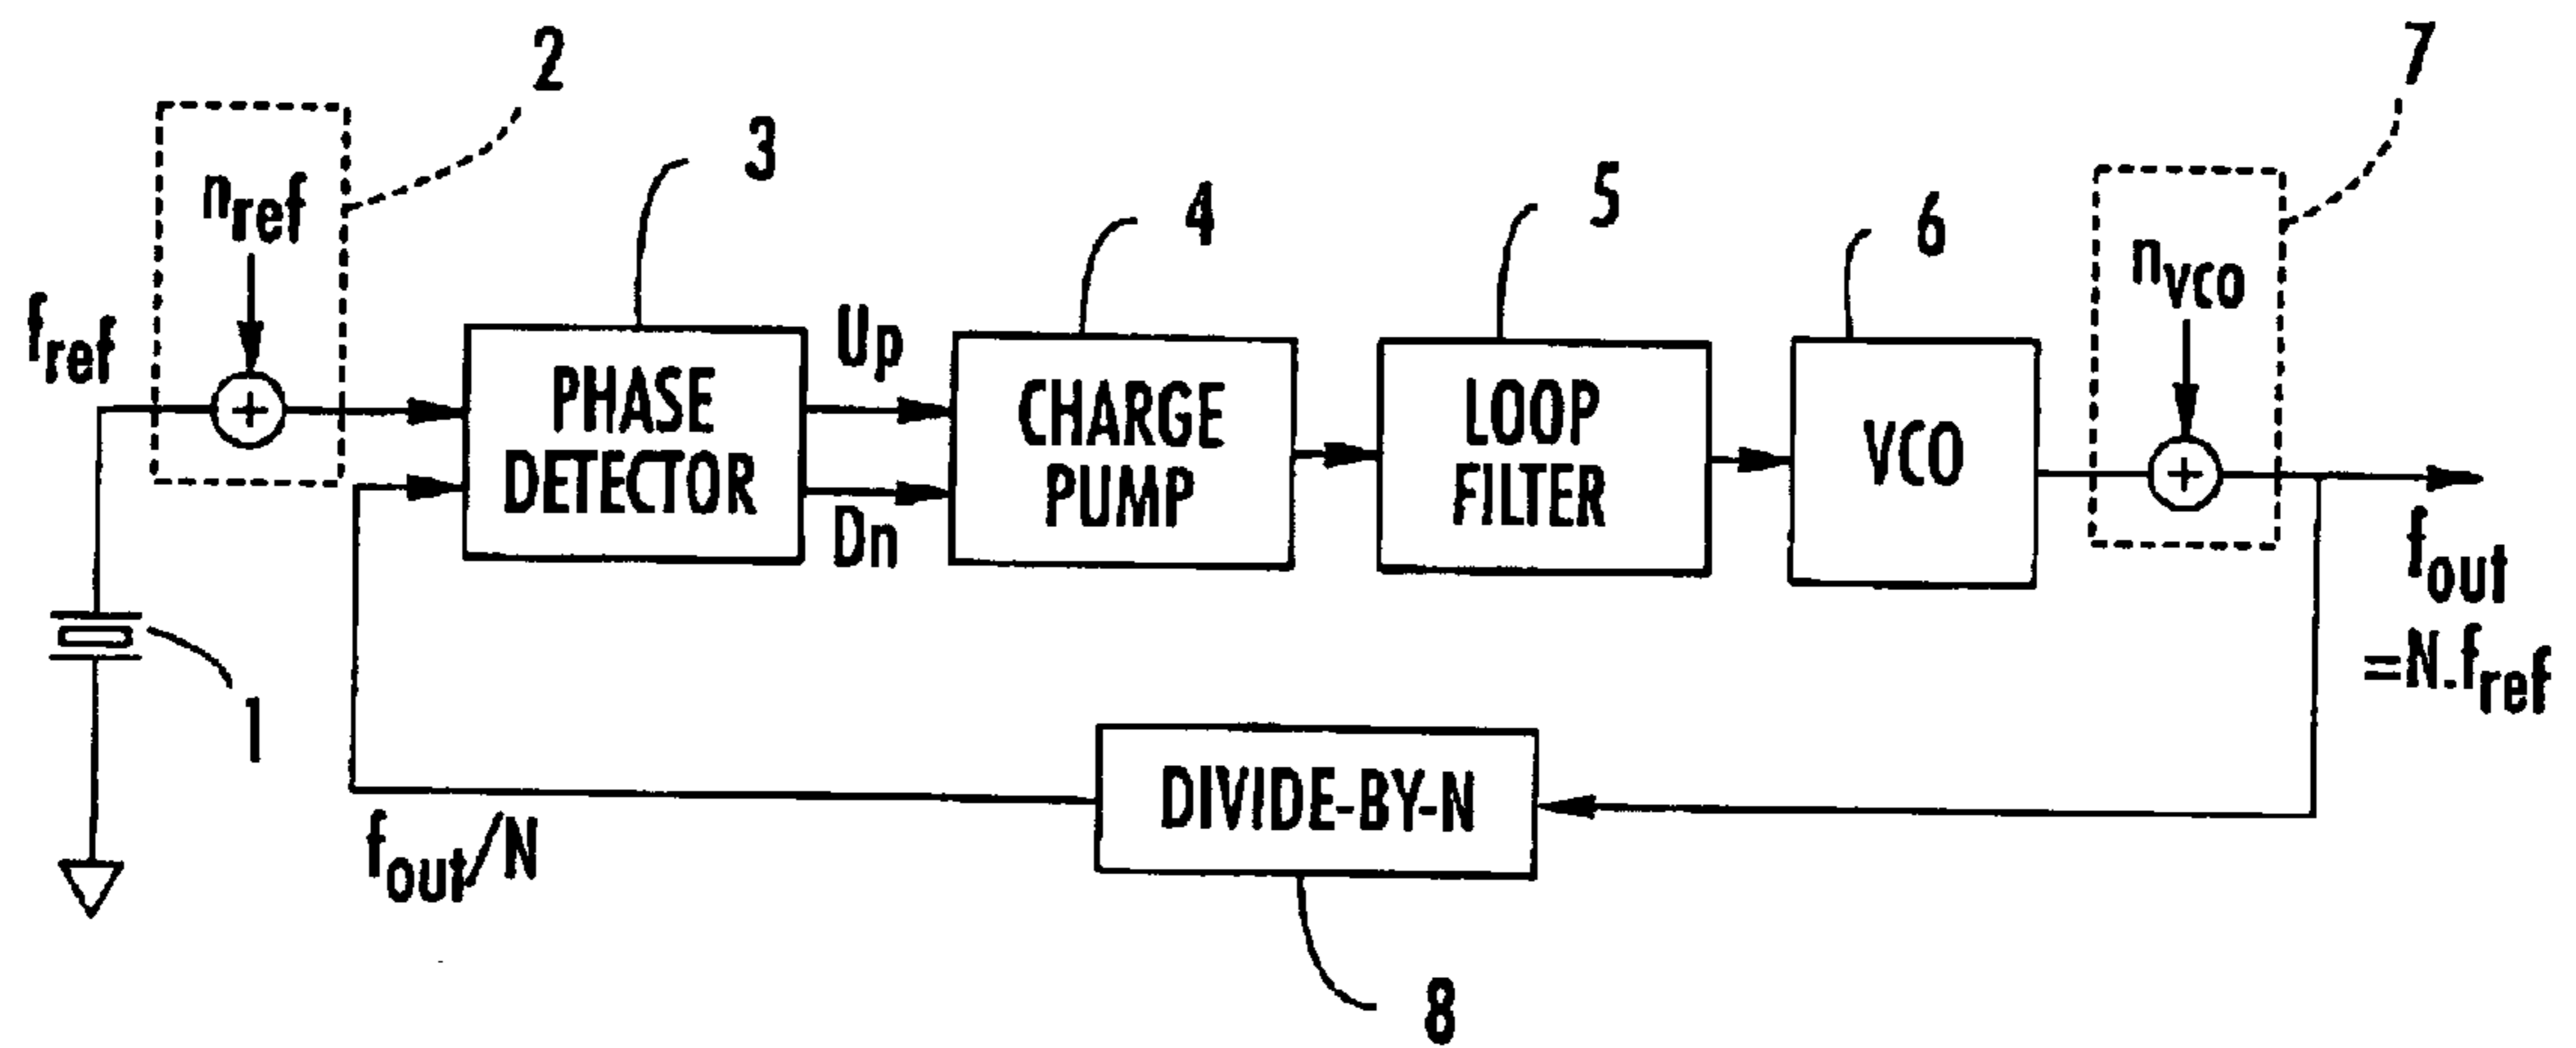 2
7
n_ref
3
4
5
6
n_vco
f_ref
Up
PHASE
DETECTOR
CHARGE
PUMP
LOOP
FILTER
VCO
Dn
f_out
=N.f_ref
1
DIVIDE-BY-N
f_out/N
8